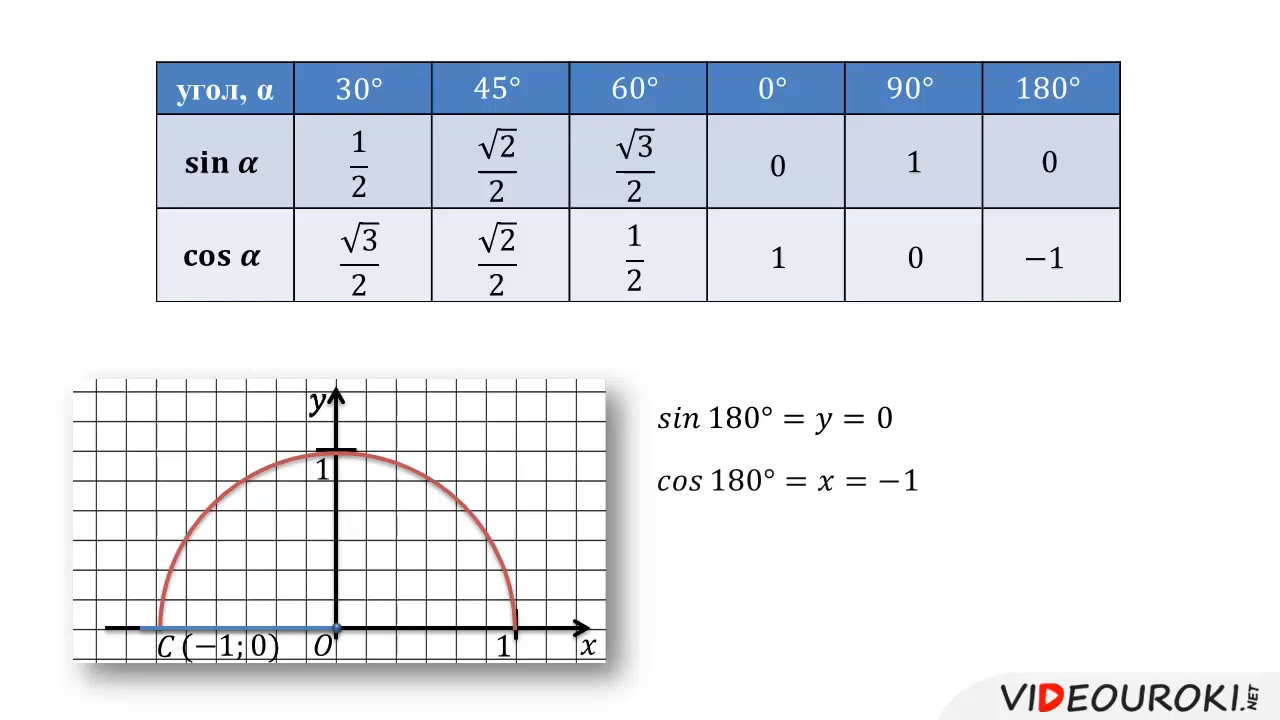 угол, α 30° 45° 60° 0° 90° 180°
sin α 1/2 √2/2 √3/2 0 1 0
cos α √3/2 √2/2 1/2 1 0 −1
y
1
C (−1; 0) O 1 x
sin 180° = y = 0
cos 180° = x = −1
VIDEOUROKI.NET